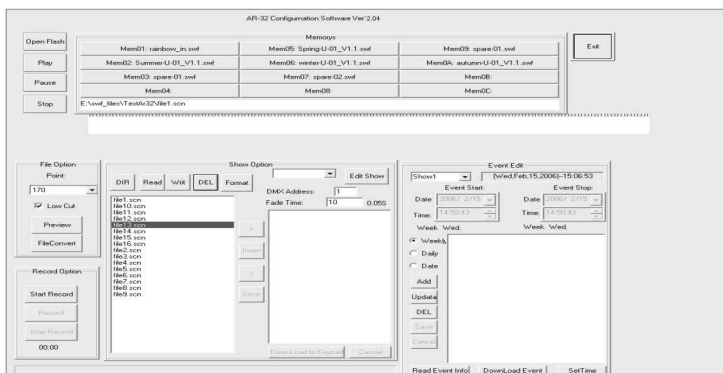 AR-32 Configurnation Software Ver'2.04
Open Flash
Play
Pause
Stop
Memorys
Mem01: rainbow_in.swf
Mem05: Spring-U-01_V1.1.swf
Mem09: spare-01.swf
Mem02: Summer-U-01_V1.1.swf
Mem06: winter-U-01_V1.1.swf
Mem0A: autumn-U-01_V1.1.swf
Mem03: spare-01.swf
Mem07: spare-02.swf
Mem0B:
Mem04:
Mem08:
Mem0C:
E:\swf_files\TestAr32\file1.scn
Exit
File Option
Point:
170
Low Cut
Preview
FileConvert
Record Option
Start Record
Record
Stop Record
00:00
Show Option
DIR
Read
Writ
DEL
Format
Edit Show
DMX Address:
1
Fade Time:
10
0.05S
file1.scn
file10.scn
file11.scn
file12.scn
file13.scn
file14.scn
file15.scn
file16.scn
file2.scn
file3.scn
file4.scn
file5.scn
file6.scn
file7.scn
file8.scn
file9.scn
Insert
Save
DownLoad to Keypad
Cancel
Event Edit
Show1
(Wed,Feb,15,2006)--15:06:53
Event Start:
Event Stop:
Date
2006/ 2/15
Date
2006/ 2/15
Time:
14:50:43
Time:
14:50:43
Week Wed.
Week Wed.
Weekly
Daily
Date
Add
Updata
DEL
Save
Cancel
Read Event Info
DownLoad Event
SetTime